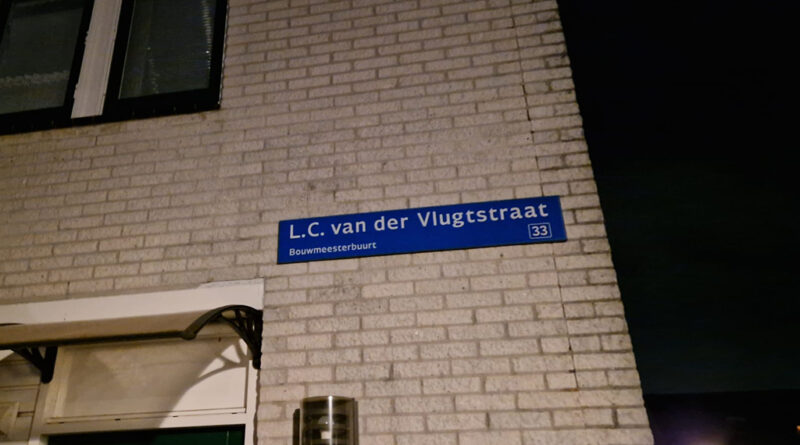 L.C. van der Vlugtstraat
Bouwmeesterbuurt 33